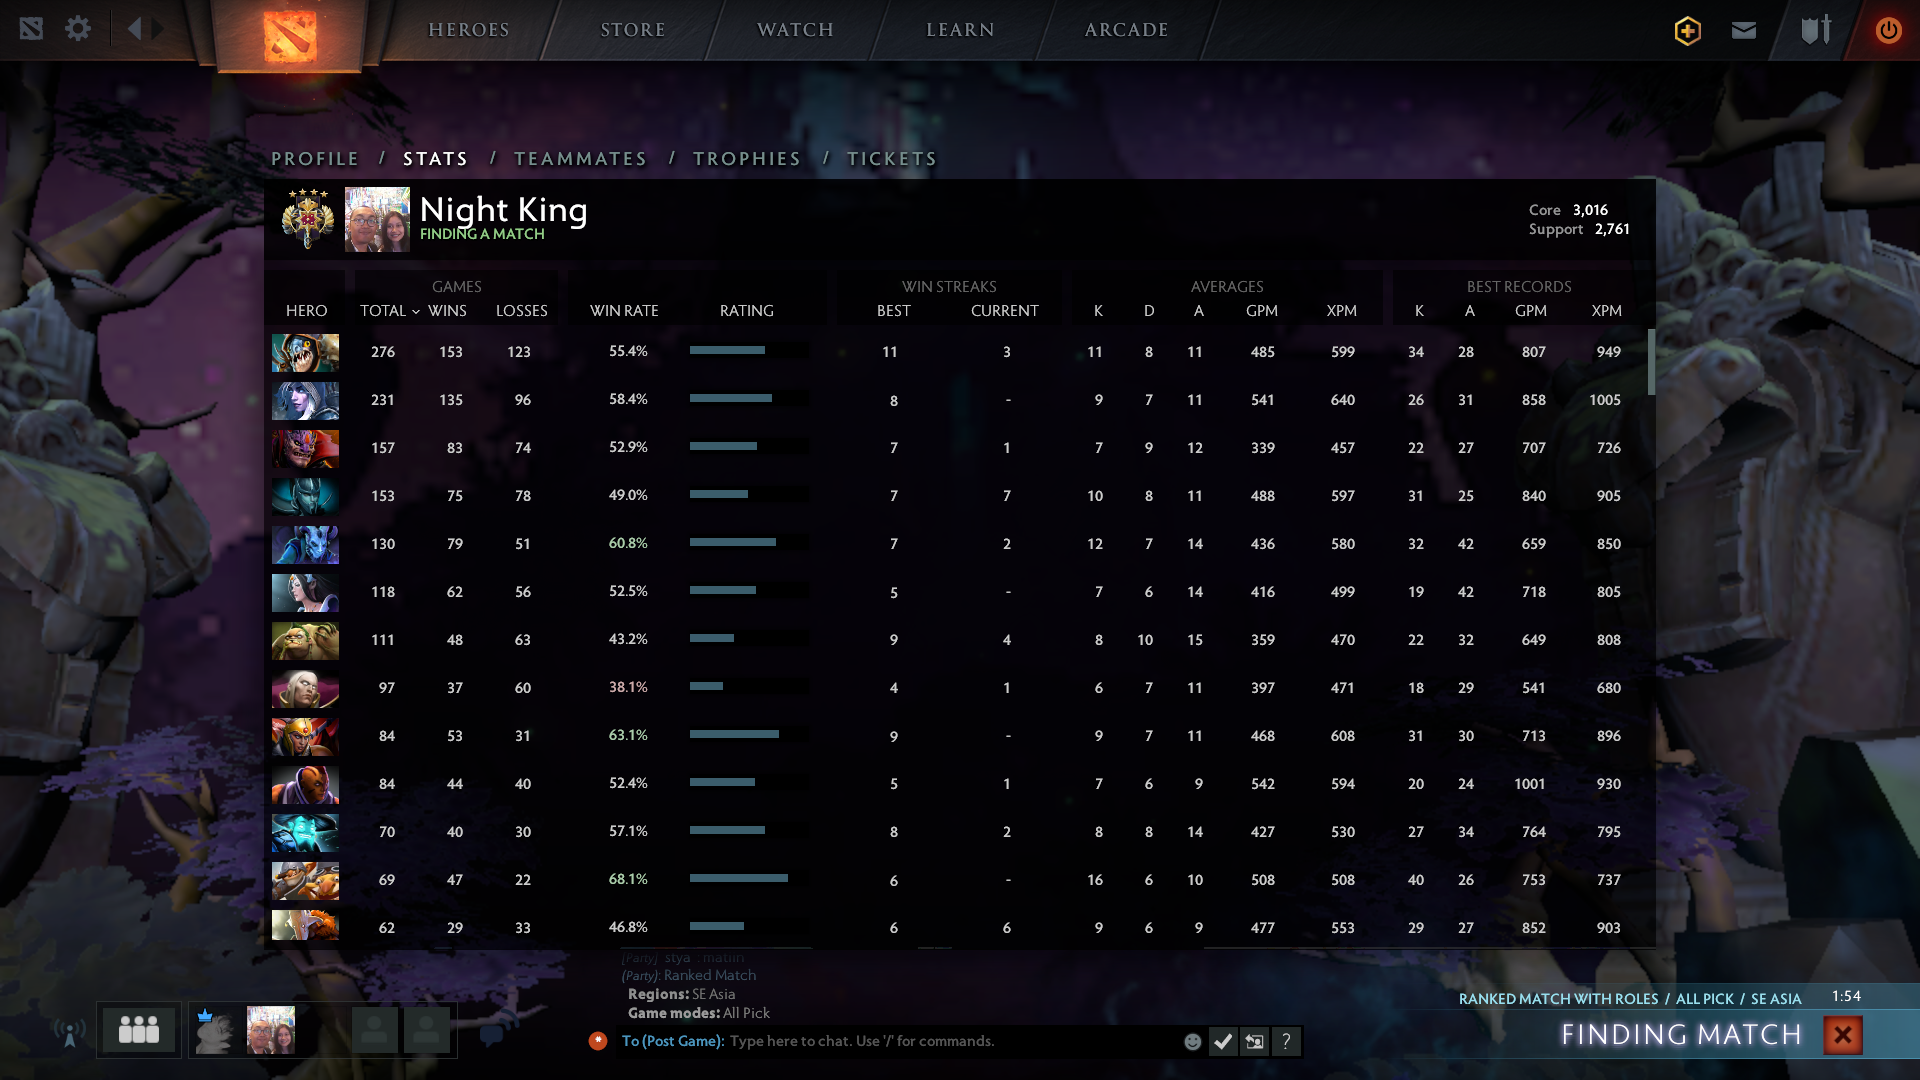 HEROES STORE WATCH LEARN ARCADE
PROFILE / STATS / TEAMMATES / TROPHIES / TICKETS
Night King
FINDING A MATCH
Core 3,016
Support 2,761
GAMES WIN STREAKS AVERAGES BEST RECORDS
HERO TOTAL WINS LOSSES WIN RATE RATING BEST CURRENT K D A GPM XPM K A GPM XPM
276 153 123 55.4% 11 3 11 8 11 485 599 34 28 807 949
231 135 96 58.4% 8 - 9 7 11 541 640 26 31 858 1005
157 83 74 52.9% 7 1 7 9 12 339 457 22 27 707 726
153 75 78 49.0% 7 7 10 8 11 488 597 31 25 840 905
130 79 51 60.8% 7 2 12 7 14 436 580 32 42 659 850
118 62 56 52.5% 5 - 7 6 14 416 499 19 42 718 805
111 48 63 43.2% 9 4 8 10 15 359 470 22 32 649 808
97 37 60 38.1% 4 1 6 7 11 397 471 18 29 541 680
84 53 31 63.1% 9 - 9 7 11 468 608 31 30 713 896
84 44 40 52.4% 5 1 7 6 9 542 594 20 24 1001 930
70 40 30 57.1% 8 2 8 8 14 427 530 27 34 764 795
69 47 22 68.1% 6 - 16 6 10 508 508 40 26 753 737
62 29 33 46.8% 6 6 9 6 9 477 553 29 27 852 903
[Party] stya : matiin
(Party): Ranked Match
Regions: SE Asia
Game modes: All Pick
To (Post Game): Type here to chat. Use '/' for commands.
?
RANKED MATCH WITH ROLES / ALL PICK / SE ASIA 1:54
FINDING MATCH